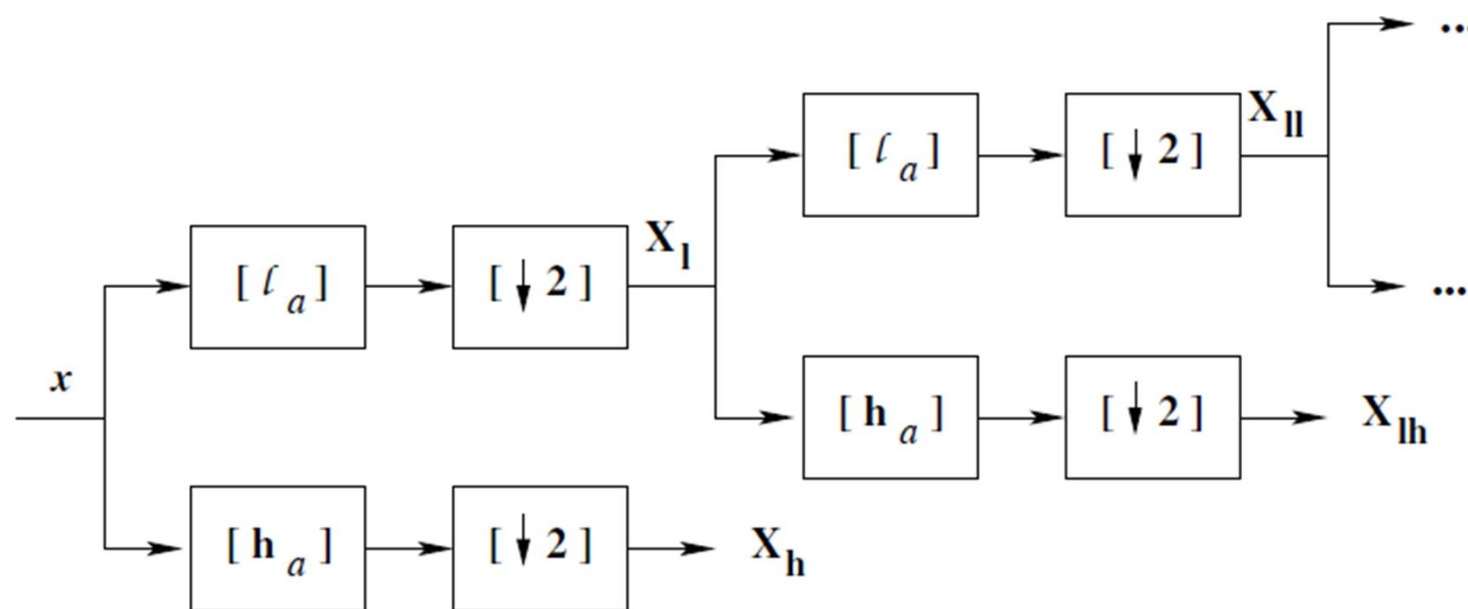 ...
X_ll
[ l_a ] [ ↓ 2 ]
X_l
[ l_a ] [ ↓ 2 ] ...
x
[ h_a ] [ ↓ 2 ] X_lh
[ h_a ] [ ↓ 2 ] X_h